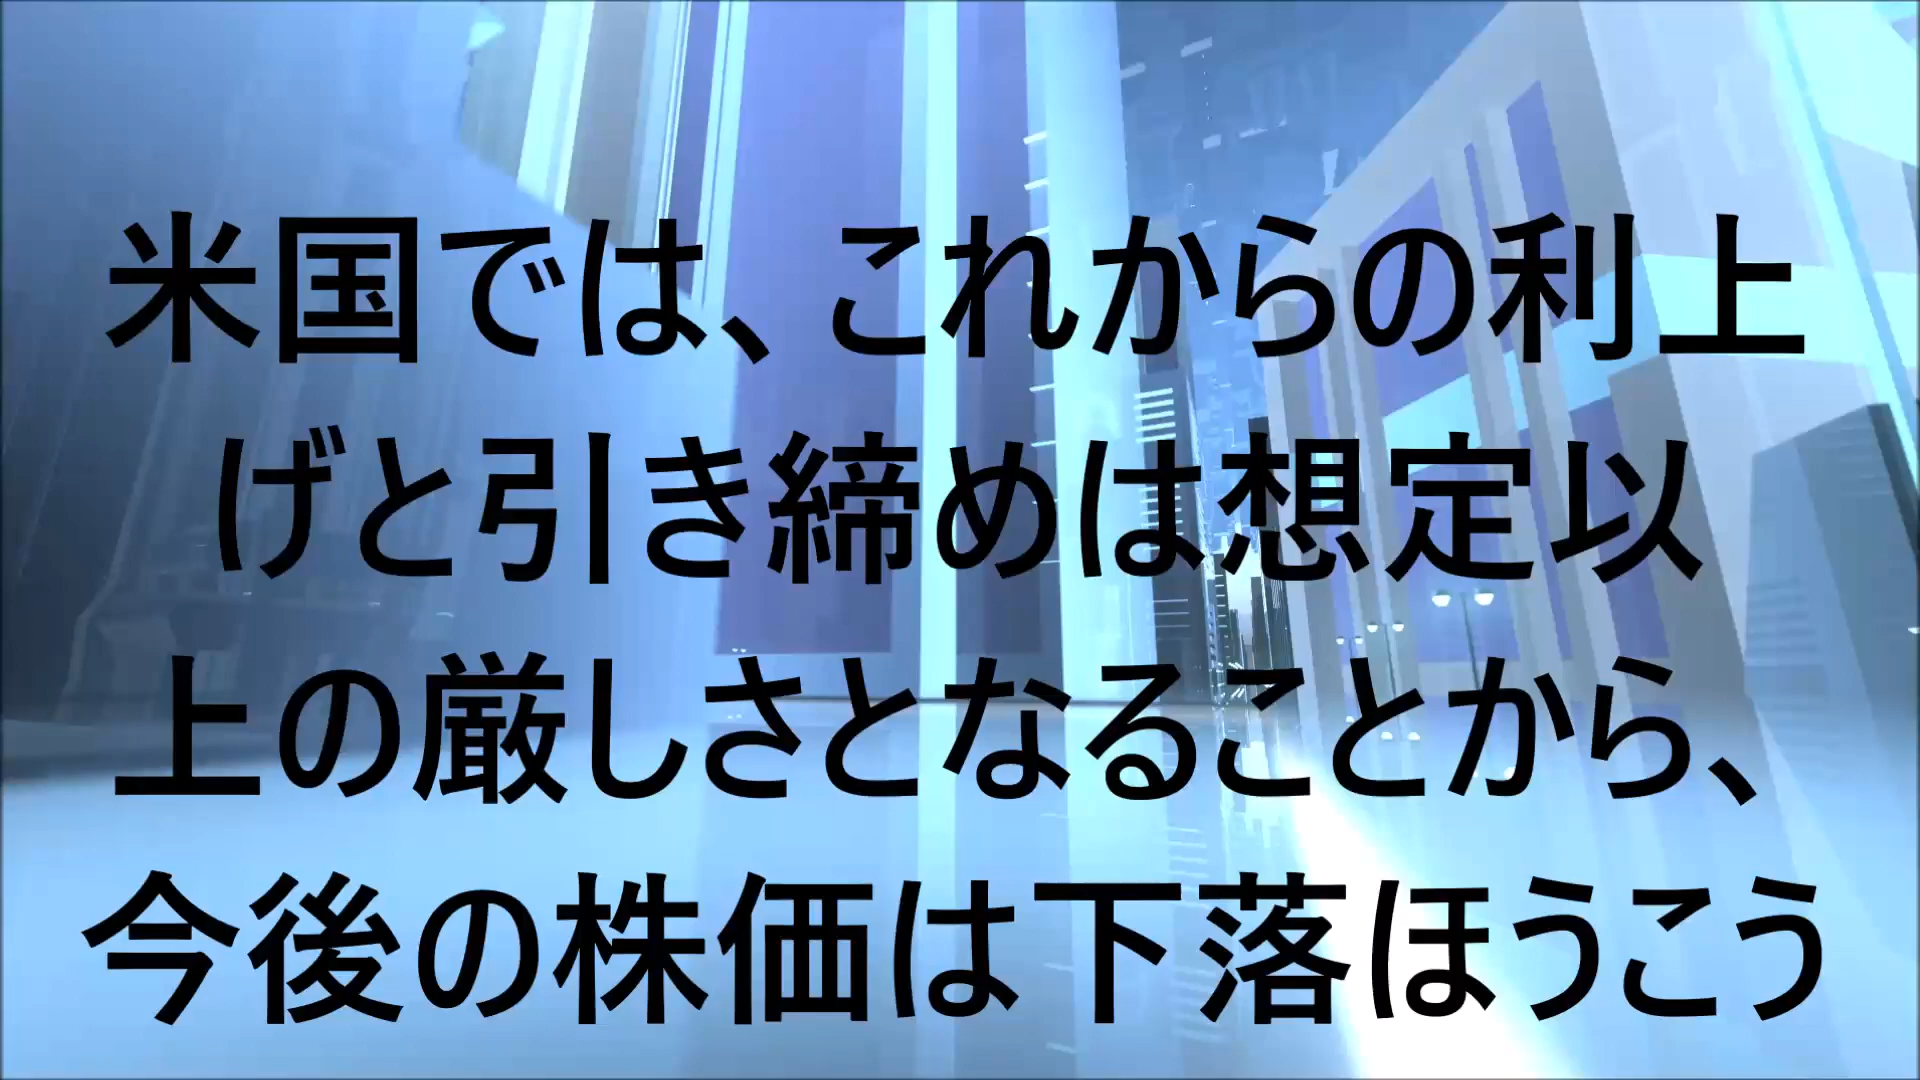 米国では、これからの利上
げと引き締めは想定以
上の厳しさとなることから、
今後の株価は下落ほうこう